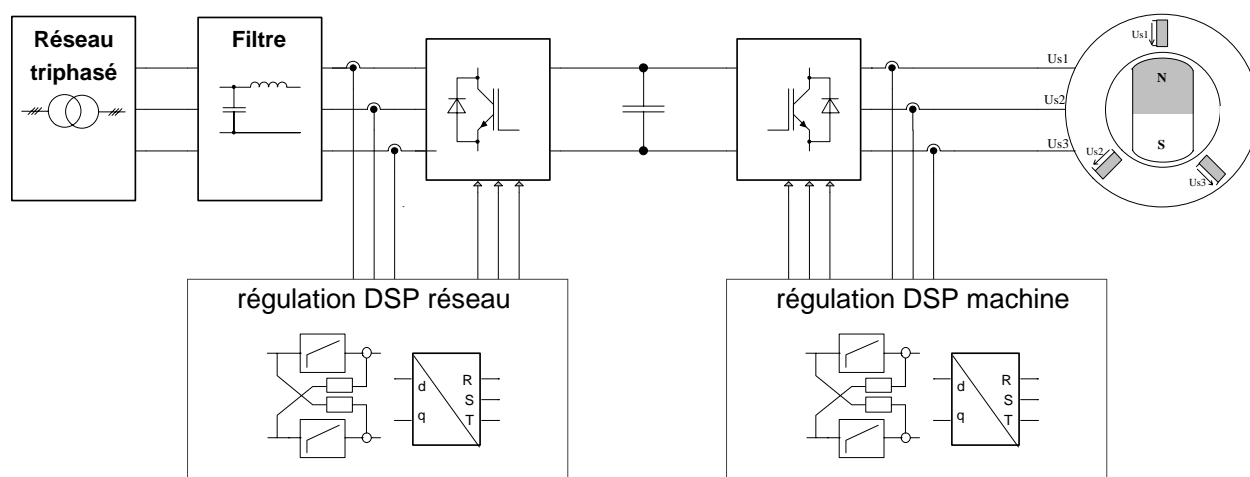 Réseau
triphasé
Filtre
Us1
Us2
Us3
Us1
N
S
Us2
Us3
régulation DSP réseau
d
q
R
S
T
régulation DSP machine
d
q
R
S
T